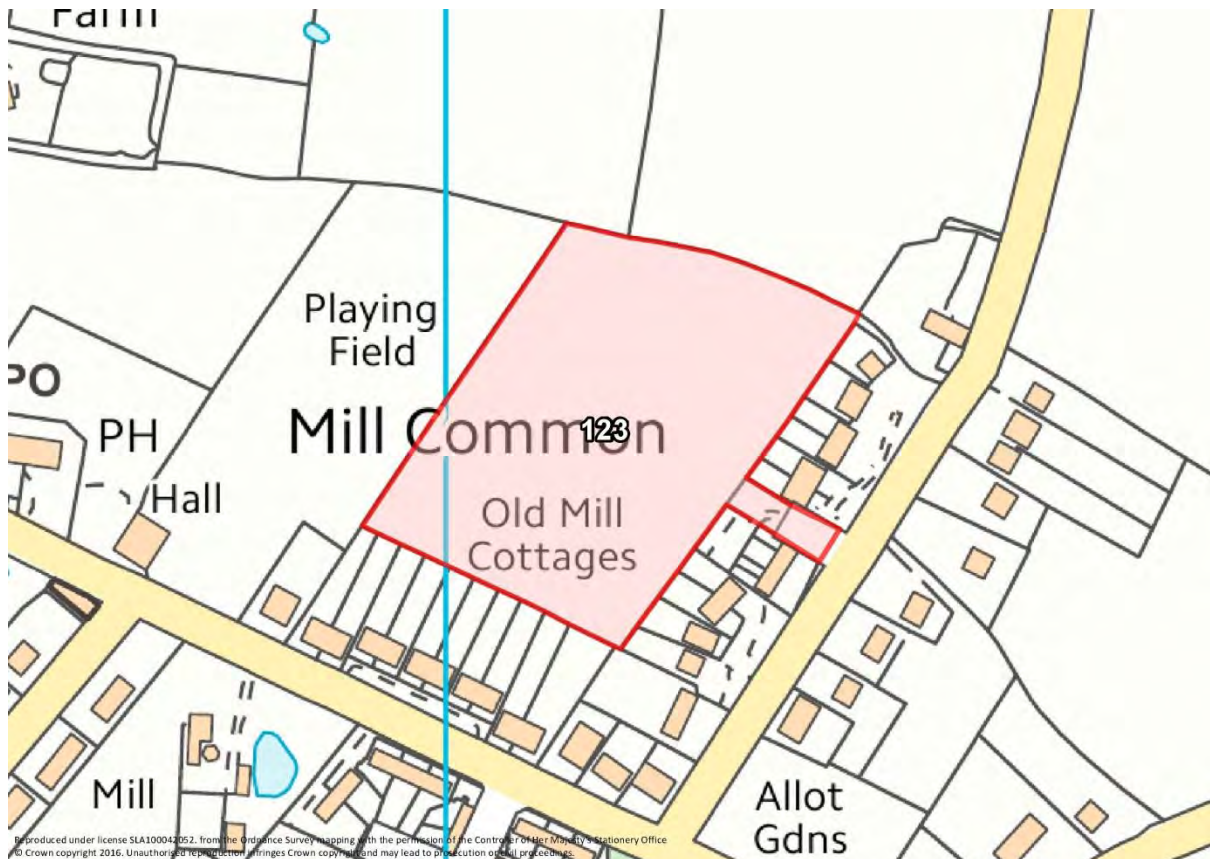 Farm
Playing
Field
PO
PH
Mill Common
123
Hall
Old Mill
Cottages
Mill
Allot
Gdns
Reproduced under license SLA100042052. from the Ordnance Survey mapping with the permission of the Controller of Her Majesty's Stationery Office
© Crown copyright 2016. Unauthorised reproduction infringes Crown copyright and may lead to prosecution or civil proceedings.